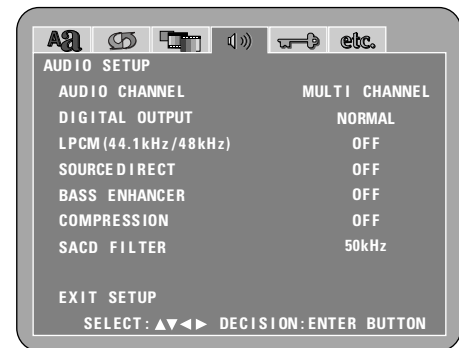 Aa etc.
AUDIO SETUP
AUDIO CHANNEL MULTI CHANNEL
DIGITAL OUTPUT NORMAL
LPCM (44.1kHz/48kHz) OFF
SOURCE DIRECT OFF
BASS ENHANCER OFF
COMPRESSION OFF
SACD FILTER 50kHz
EXIT SETUP
SELECT:▲▼◀▶ DECISION:ENTER BUTTON